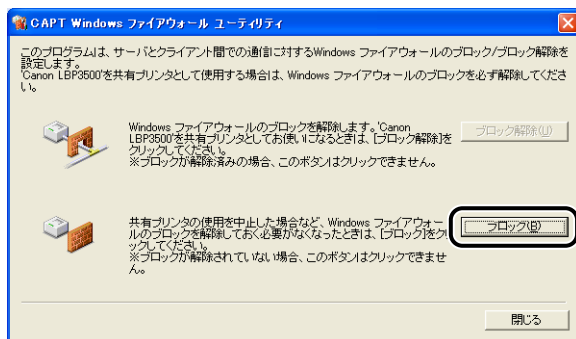 CAPT Windows ファイアウォール ユーティリティ
このプログラムは、サーバとクライアント間での通信に対するWindows ファイアウォールのブロック/ブロック解除を
設定します。
'Canon LBP3500'を共有プリンタとして使用する場合は、Windows ファイアウォールのブロックを必ず解除してくださ
い。
Windows ファイアウォールのブロックを解除します。'Canon
LBP3500'を共有プリンタとしてお使いになるときは、[ブロック解除]を
クリックしてください。
※ブロックが解除済みの場合、このボタンはクリックできません。
ブロック解除(U)
共有プリンタの使用を中止した場合など、Windows ファイアウォー
ルのブロックを解除しておく必要がなくなったときは、[ブロック]をクリ
ックしてください。
※ブロックが解除されていない場合、このボタンはクリックできませ
ん。
ブロック(B)
閉じる